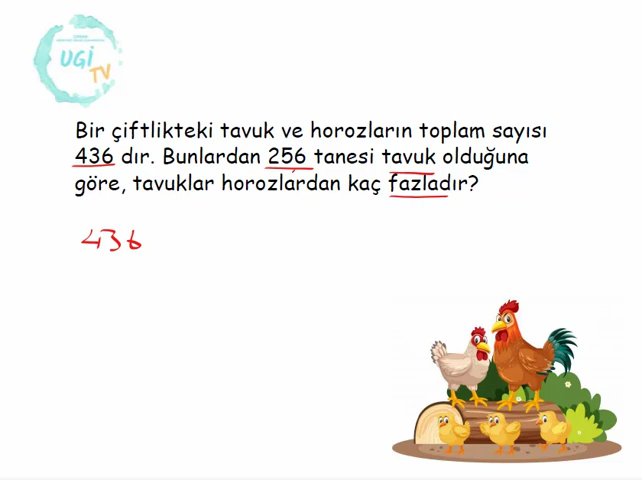 UGİ
TV
Bir çiftlikteki tavuk ve horozların toplam sayısı
436 dır. Bunlardan 256 tanesi tavuk olduğuna
göre, tavuklar horozlardan kaç fazladır?
436